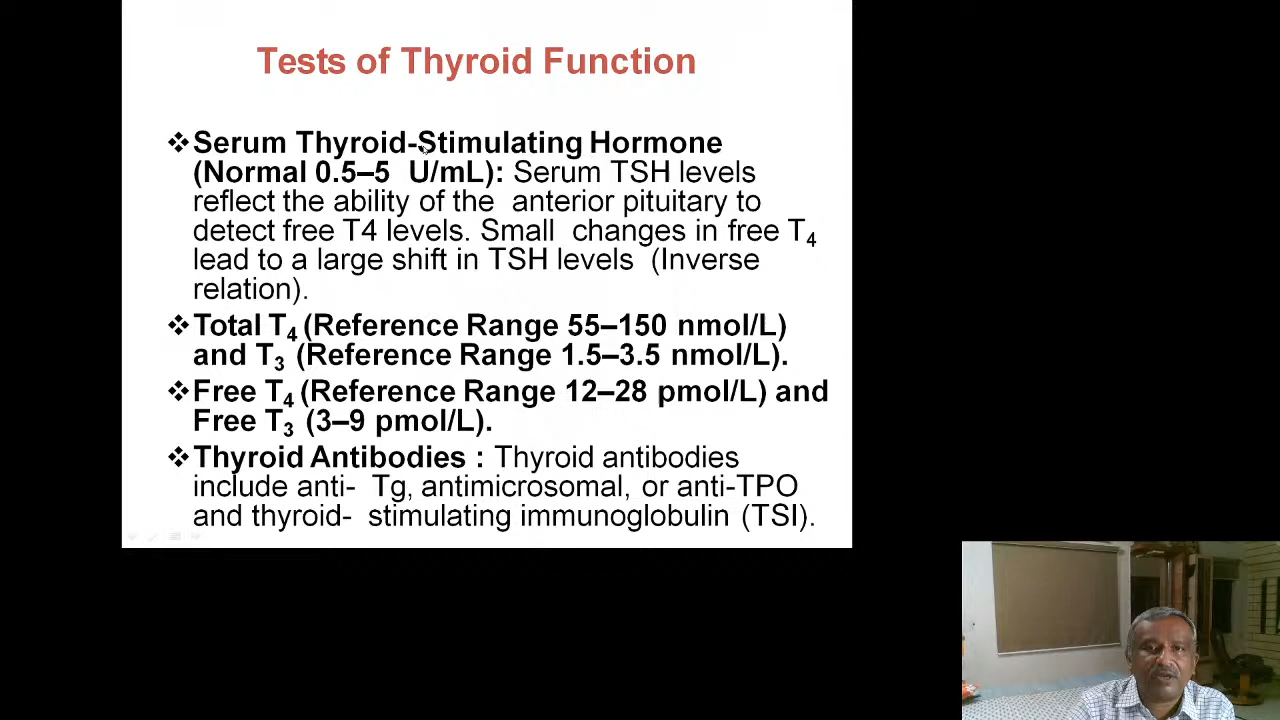 Tests of Thyroid Function
❖Serum Thyroid-Stimulating Hormone
(Normal 0.5–5 U/mL): Serum TSH levels
reflect the ability of the anterior pituitary to
detect free T4 levels. Small changes in free T₄
lead to a large shift in TSH levels (Inverse
relation).
❖Total T₄ (Reference Range 55–150 nmol/L)
and T₃ (Reference Range 1.5–3.5 nmol/L).
❖Free T₄ (Reference Range 12–28 pmol/L) and
Free T₃ (3–9 pmol/L).
❖Thyroid Antibodies : Thyroid antibodies
include anti- Tg, antimicrosomal, or anti-TPO
and thyroid- stimulating immunoglobulin (TSI).